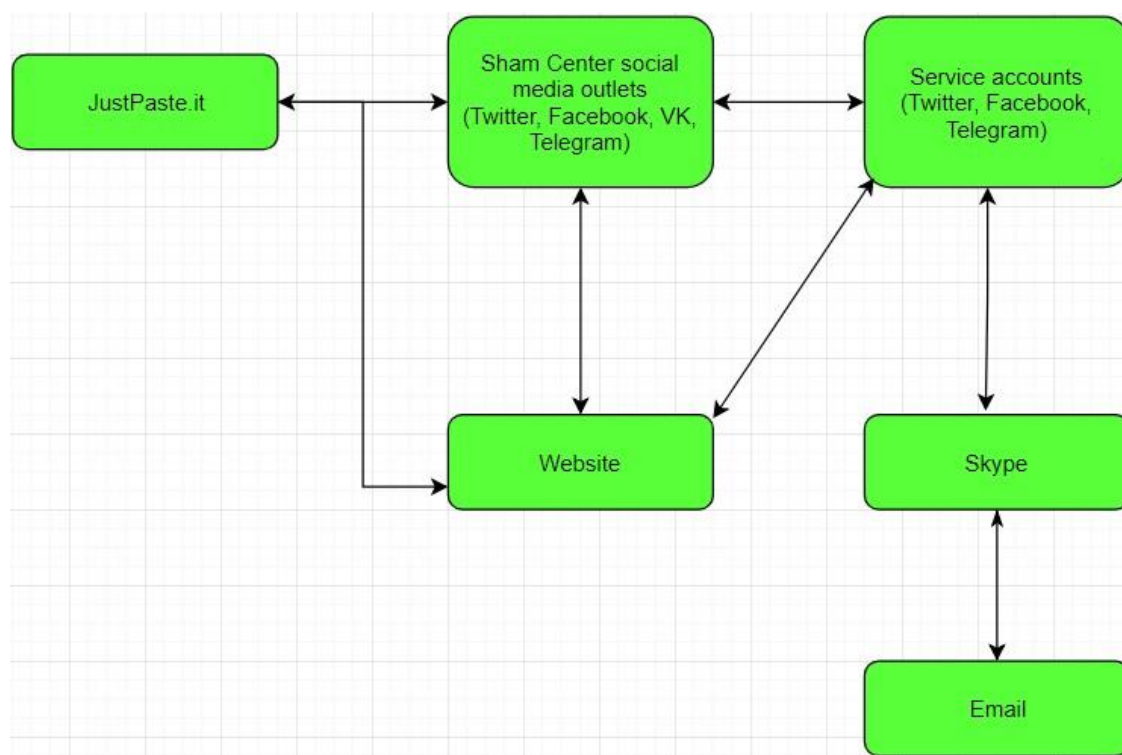 JustPaste.it
Sham Center social
media outlets
(Twitter, Facebook, VK,
Telegram)
Service accounts
(Twitter, Facebook,
Telegram)
Website
Skype
Email